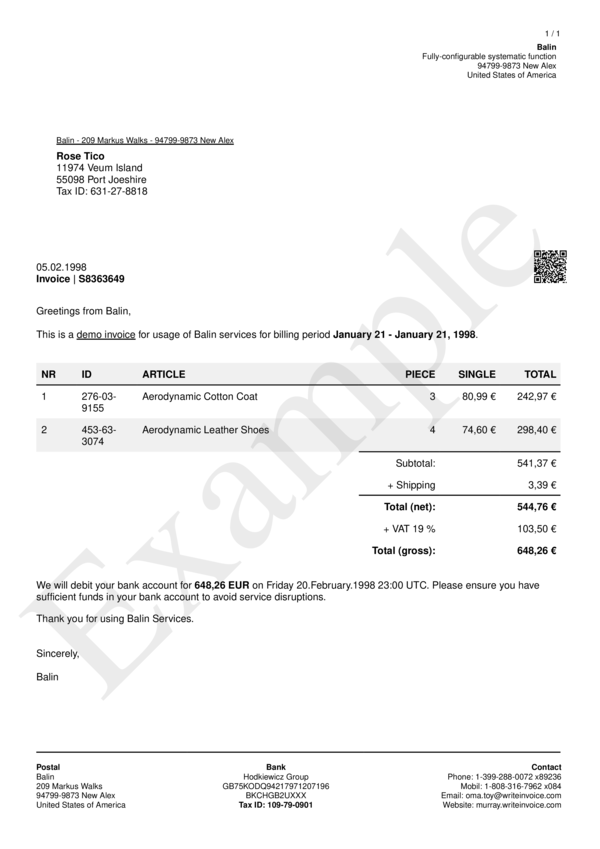 1 / 1
Balin
Fully-configurable systematic function
94799-9873 New Alex
United States of America
Balin - 209 Markus Walks - 94799-9873 New Alex
Rose Tico
11974 Veum Island
55098 Port Joeshire
Tax ID: 631-27-8818
05.02.1998
Invoice | S8363649
Greetings from Balin,
This is a demo invoice for usage of Balin services for billing period January 21 - January 21, 1998.
NR ID ARTICLE PIECE SINGLE TOTAL
1 276-03- Aerodynamic Cotton Coat 3 80,99 € 242,97 €
9155
2 453-63- Aerodynamic Leather Shoes 4 74,60 € 298,40 €
3074
Subtotal: 541,37 €
+ Shipping 3,39 €
Total (net): 544,76 €
+ VAT 19 % 103,50 €
Total (gross): 648,26 €
We will debit your bank account for 648,26 EUR on Friday 20.February.1998 23:00 UTC. Please ensure you have
sufficient funds in your bank account to avoid service disruptions.
Thank you for using Balin Services.
Sincerely,
Balin
Example
Postal
Balin
209 Markus Walks
94799-9873 New Alex
United States of America
Bank
Hodkiewicz Group
GB75KODQ94217971207196
BKCHGB2UXXX
Tax ID: 109-79-0901
Contact
Phone: 1-399-288-0072 x89236
Mobil: 1-808-316-7962 x084
Email: oma.toy@writeinvoice.com
Website: murray.writeinvoice.com